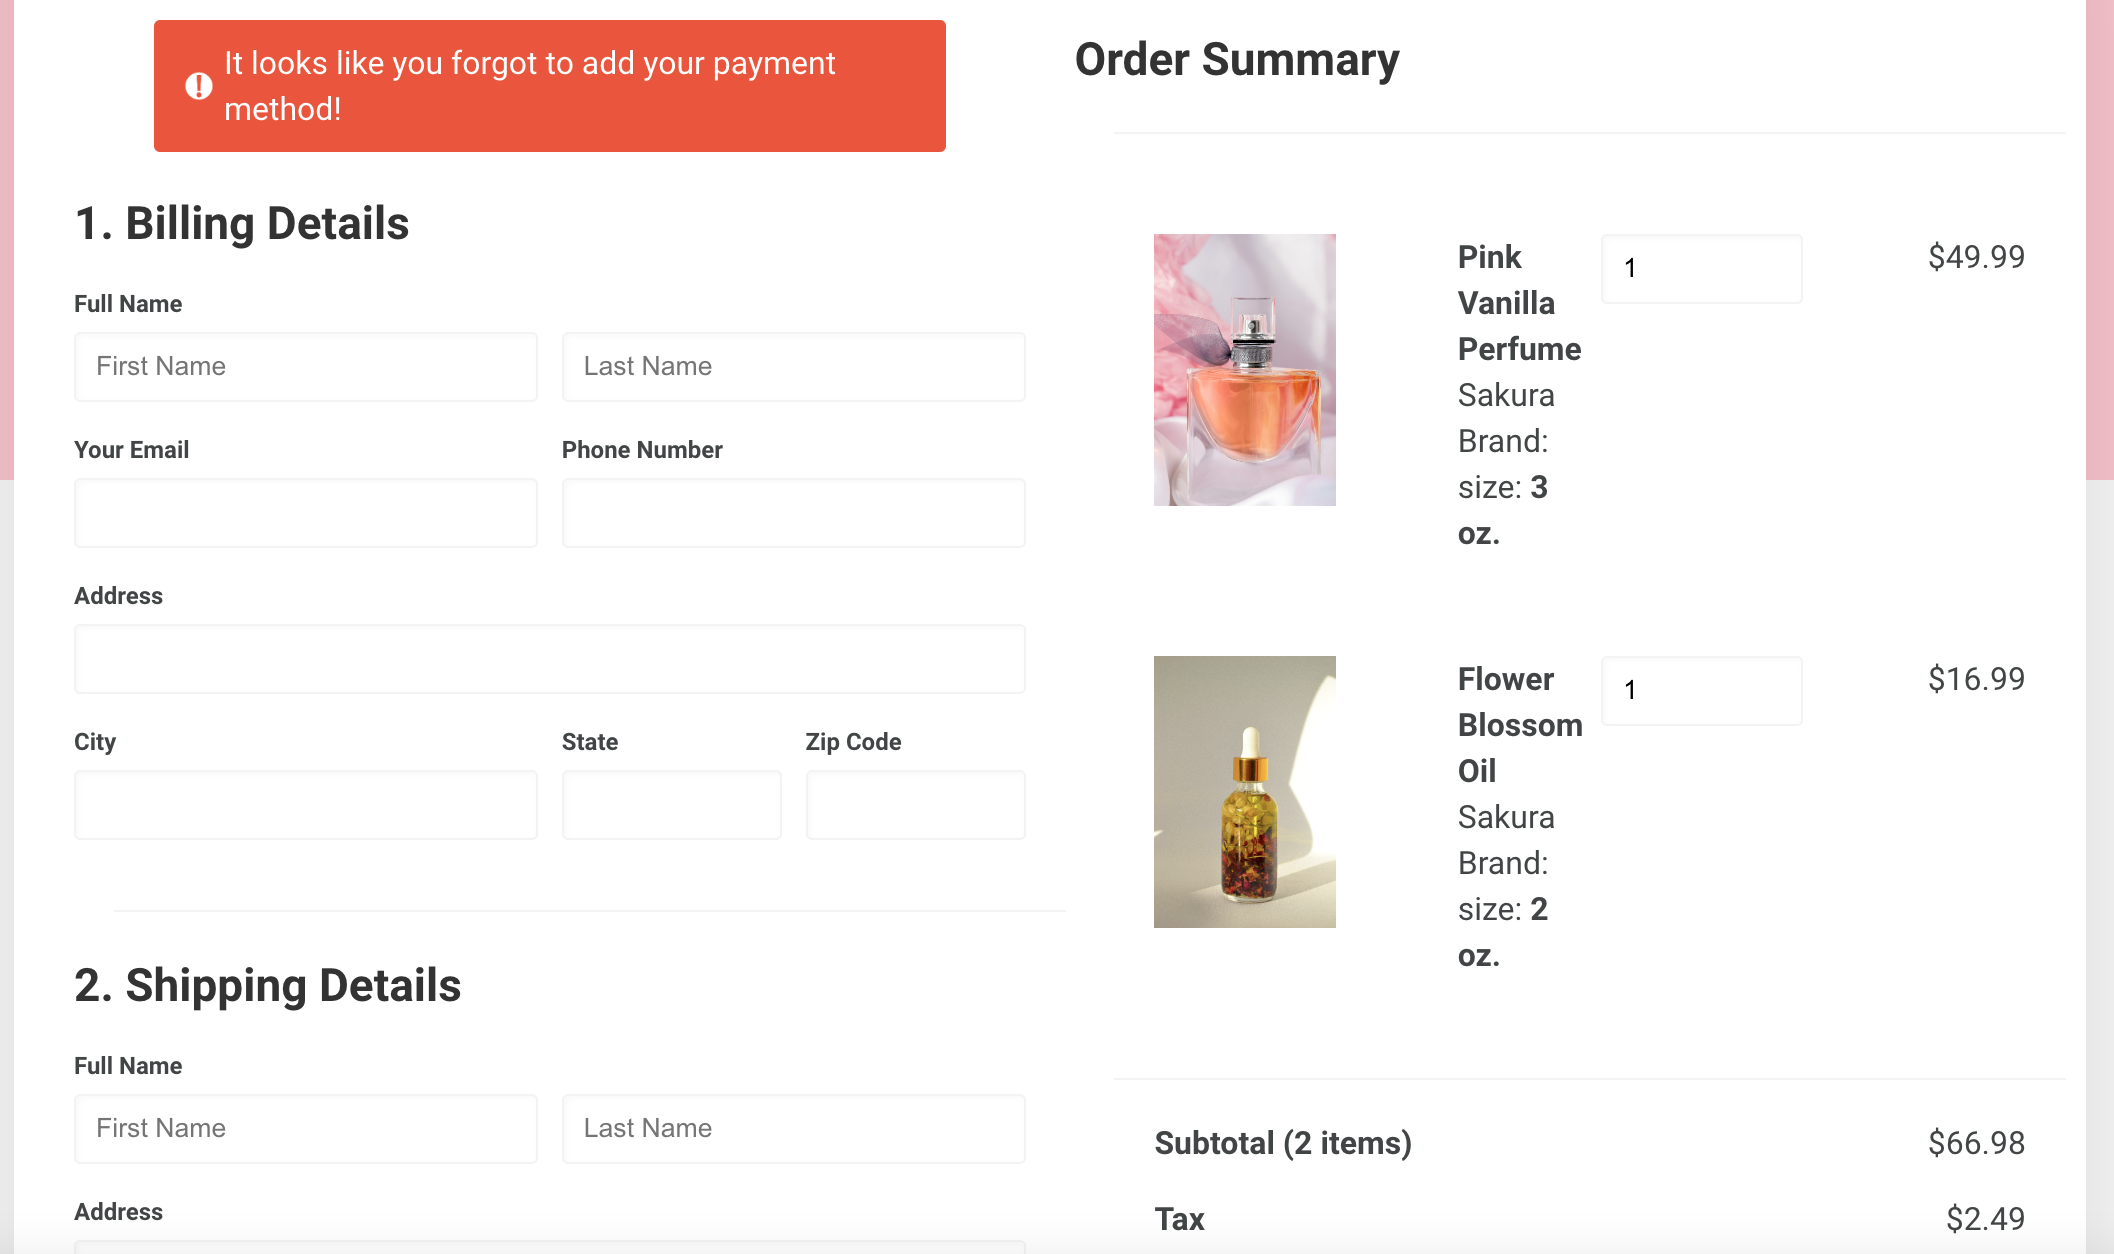 It looks like you forgot to add your payment
method!
1. Billing Details
Full Name
First Name
Last Name
Your Email
Phone Number
Address
City
State
Zip Code
2. Shipping Details
Full Name
First Name
Last Name
Address
Order Summary
Pink
Vanilla
Perfume
Sakura
Brand:
size: 3
oz.
1
$49.99
Flower
Blossom
Oil
Sakura
Brand:
size: 2
oz.
1
$16.99
Subtotal (2 items)
$66.98
Tax
$2.49